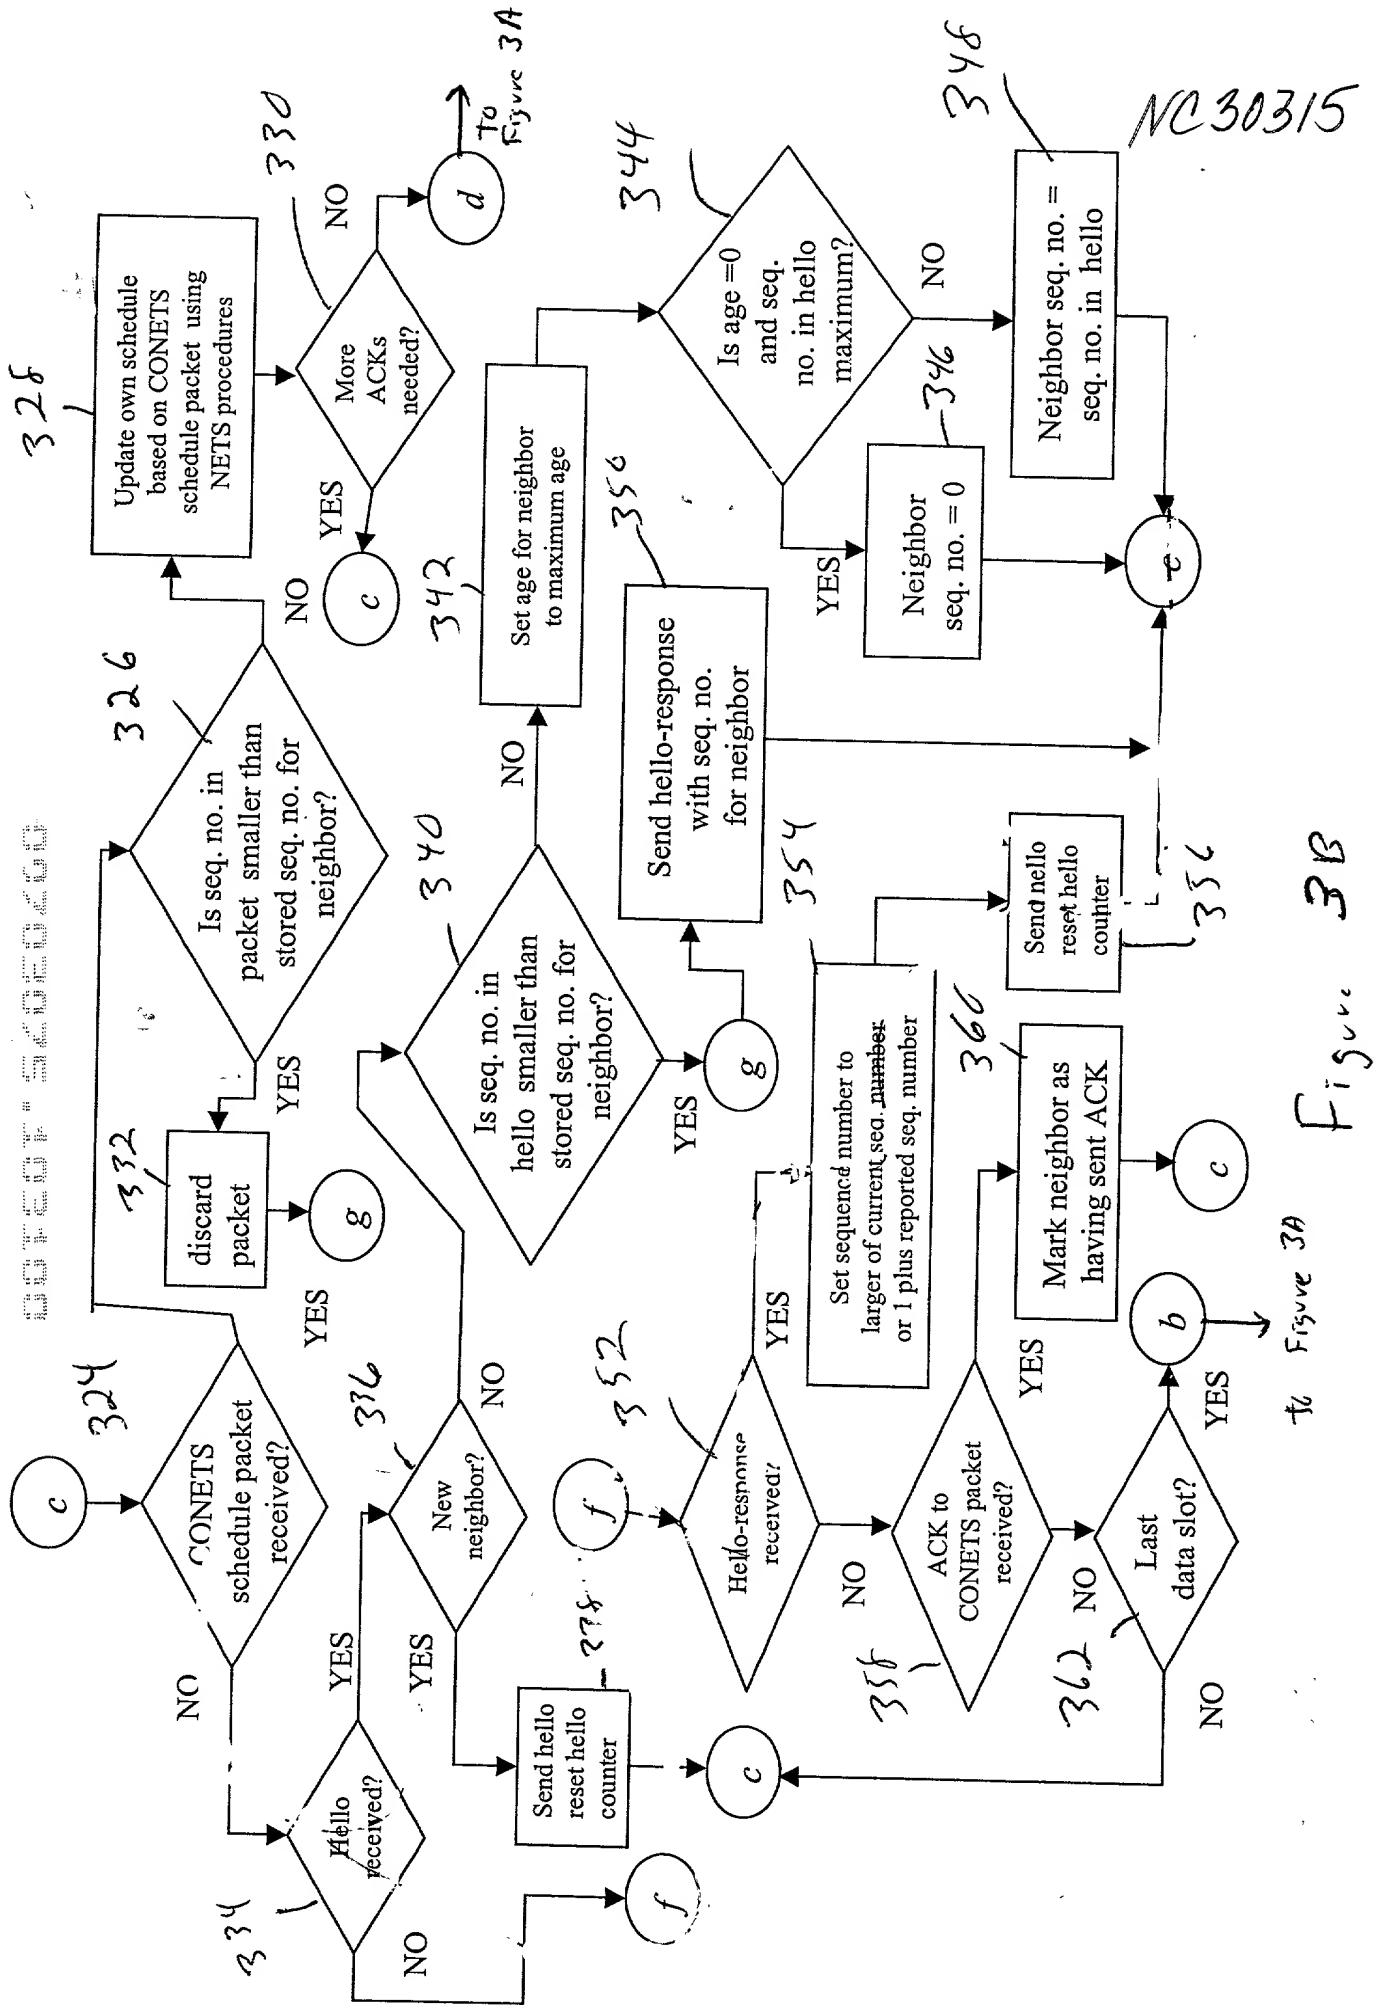 c
324
CONETS
schedule packet
received?
NO
YES
326
Is seq. no. in
packet smaller than
stored seq. no. for
neighbor?
NO
YES
328
Update own schedule
based on CONETS
schedule packet using
NETS procedures
330
More
ACKs
needed?
NO
YES
d
To
Figure 3A
c
332
discard
packet
g
334
Hello
received?
YES
NO
f
336
New
neighbor?
NO
YES
338
Send hello
reset hello
counter
c
340
Is seq. no. in
hello smaller than
stored seq. no. for
neighbor?
NO
YES
g
342
Set age for neighbor
to maximum age
344
Is age =0
and seq.
no. in hello
maximum?
YES
NO
346
Neighbor
seq. no. = 0
348
Neighbor seq. no. =
seq. no. in hello
c
g
350
Send hello-response
with seq. no.
for neighbor
f
352
Hello-response
received?
YES
NO
354
Set sequence number to
larger of current seq. number
or 1 plus reported seq. number
356
Send hello
reset hello
counter
358
ACK to
CONETS packet
received?
YES
NO
360
Mark neighbor as
having sent ACK
c
362
Last
data slot?
YES
NO
b
to Figure 3A
Figure 3B
NC30315